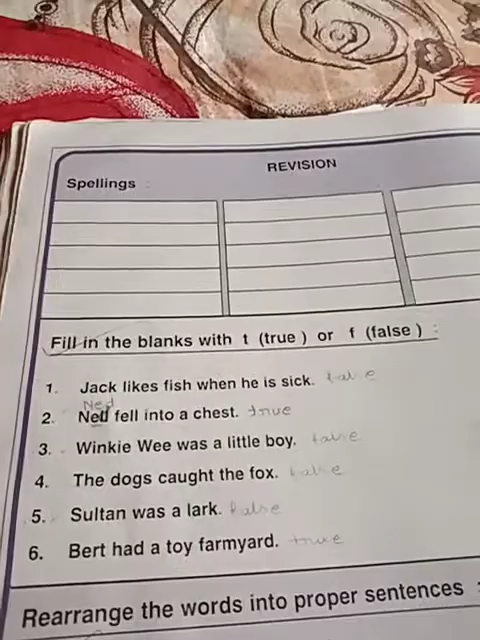 REVISION
Spellings :
Fill in the blanks with t (true ) or f (false ) :
1. Jack likes fish when he is sick. false
Ned
2. Ned fell into a chest. true
3. Winkie Wee was a little boy. false
4. The dogs caught the fox. false
5. Sultan was a lark. false
6. Bert had a toy farmyard. true
Rearrange the words into proper sentences :